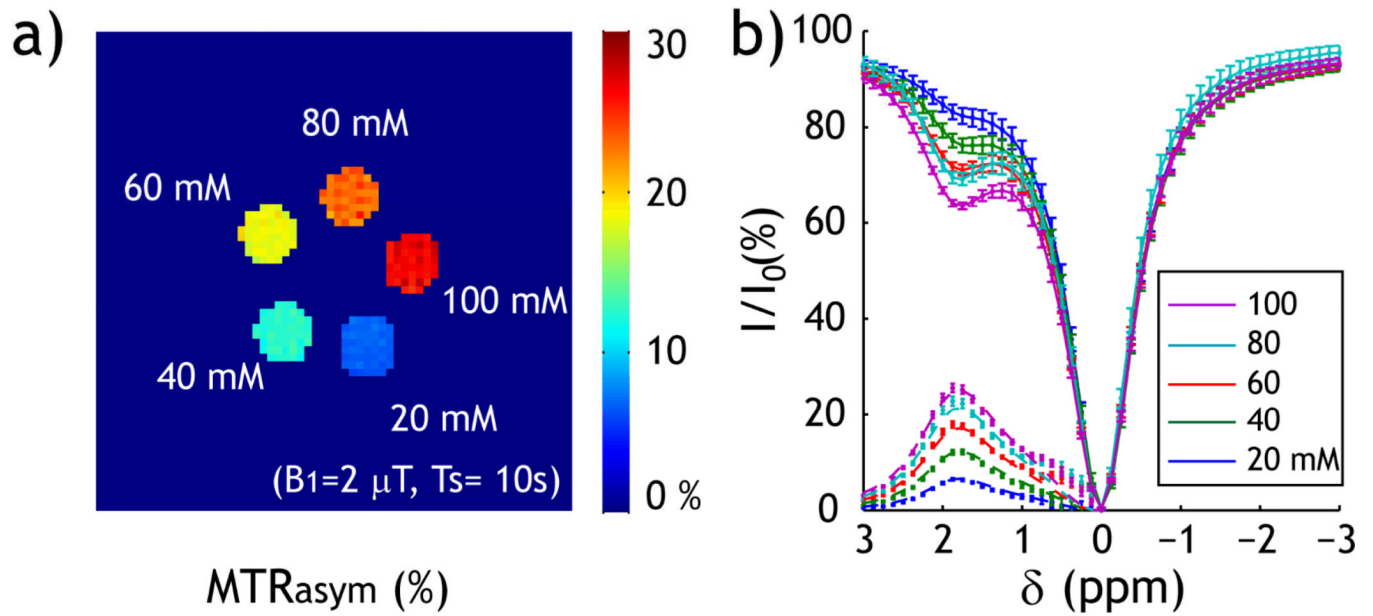 a)
80 mM
60 mM
100 mM
40 mM
20 mM
(B1=2 μT, Ts= 10s)
MTRasym (%)
30
20
10
0 %
b)
100
80
60
40
20
0
I/I0(%)
3 2 1 0 −1 −2 −3
δ (ppm)
100
80
60
40
20 mM